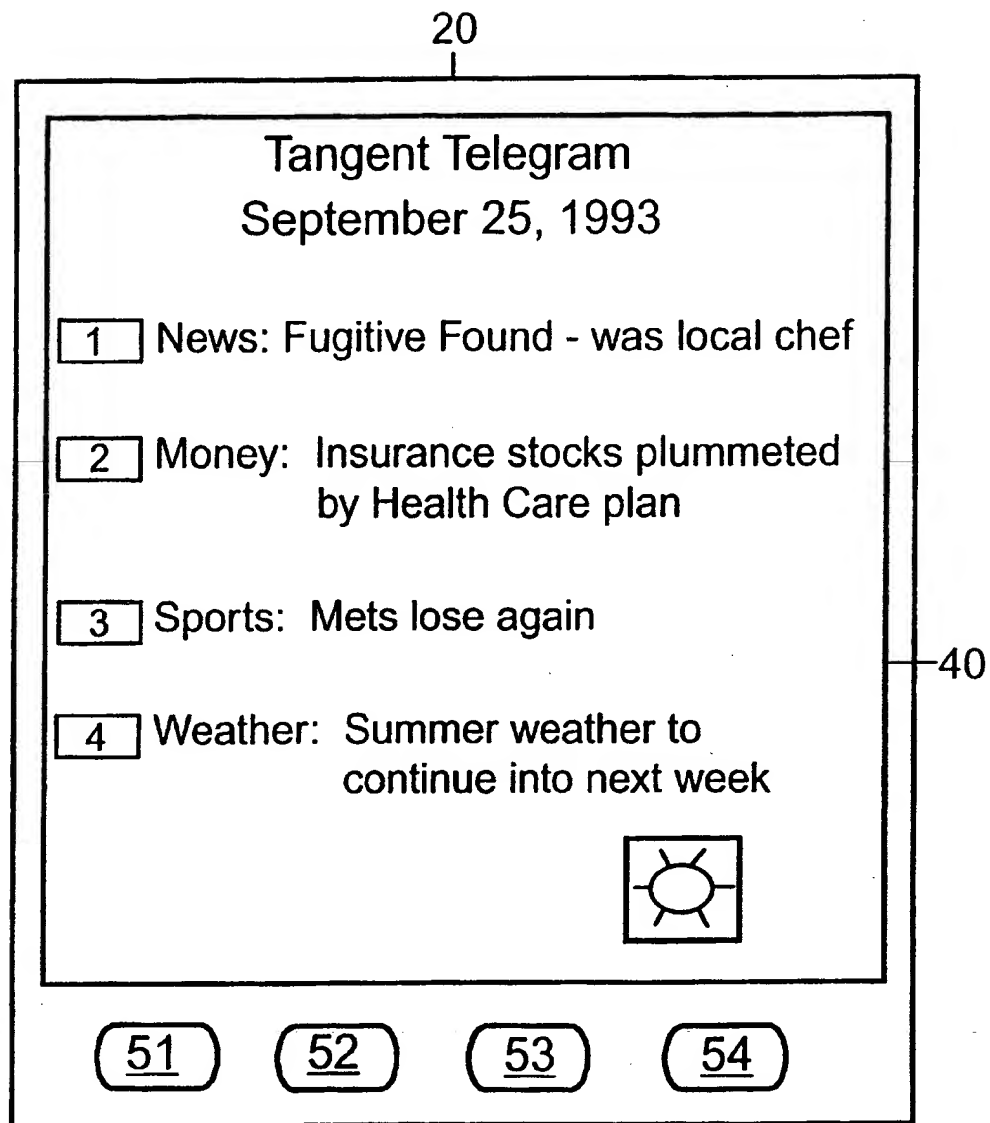 20
Tangent Telegram
September 25, 1993
1 News: Fugitive Found - was local chef
2 Money: Insurance stocks plummeted
by Health Care plan
3 Sports: Mets lose again
40
4 Weather: Summer weather to
continue into next week
51 52 53 54